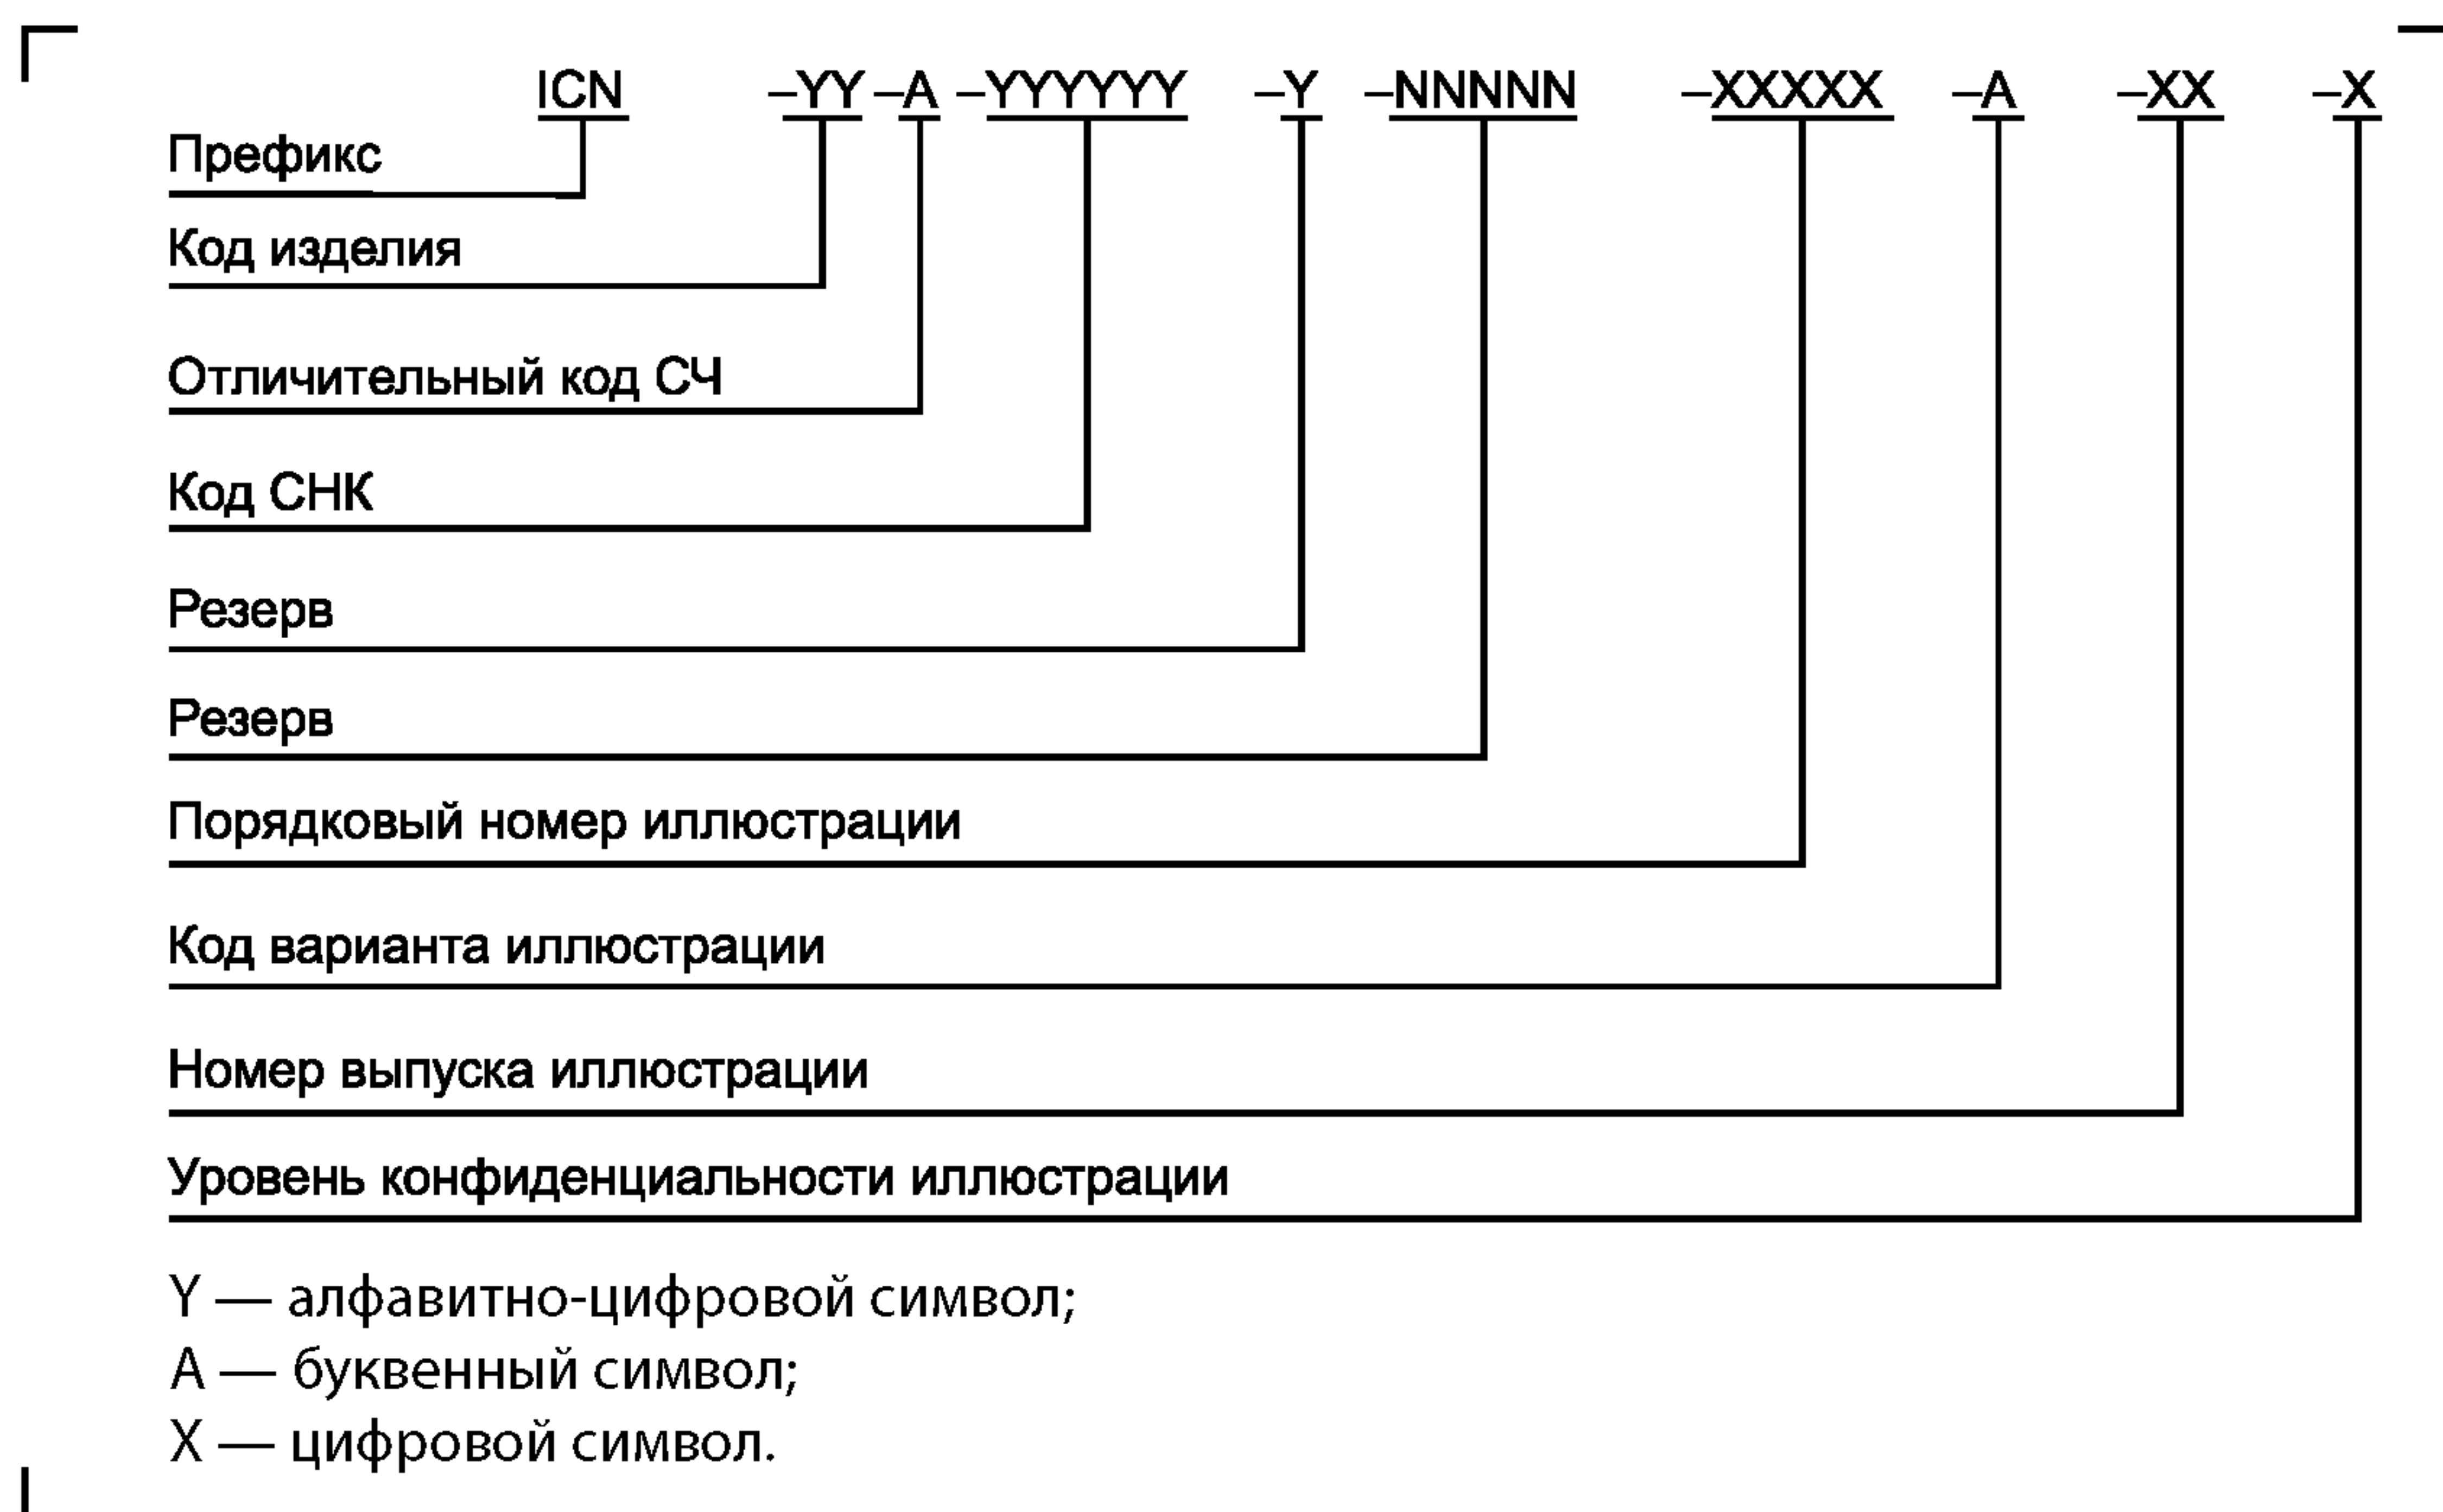 ICN –YY –A –YYYYYY –Y –NNNNN –XXXXX –A –XX –X
Префикс
Код изделия
Отличительный код СЧ
Код СНК
Резерв
Резерв
Порядковый номер иллюстрации
Код варианта иллюстрации
Номер выпуска иллюстрации
Уровень конфиденциальности иллюстрации
Y — алфавитно-цифровой символ;
A — буквенный символ;
X — цифровой символ.